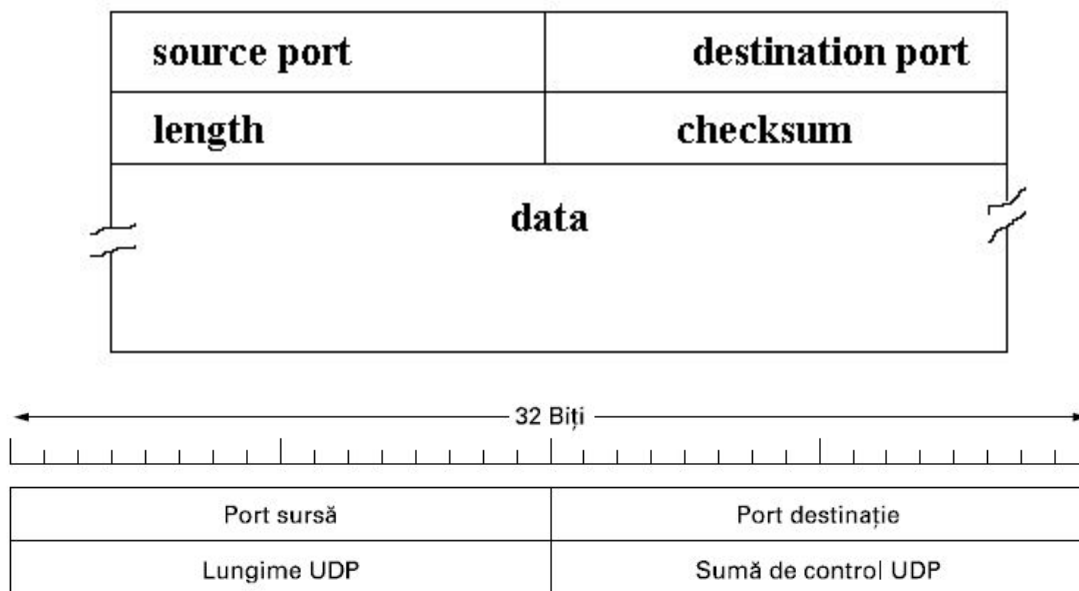 source port destination port
length checksum
data
32 Biți
Port sursă Port destinație
Lungime UDP Sumă de control UDP